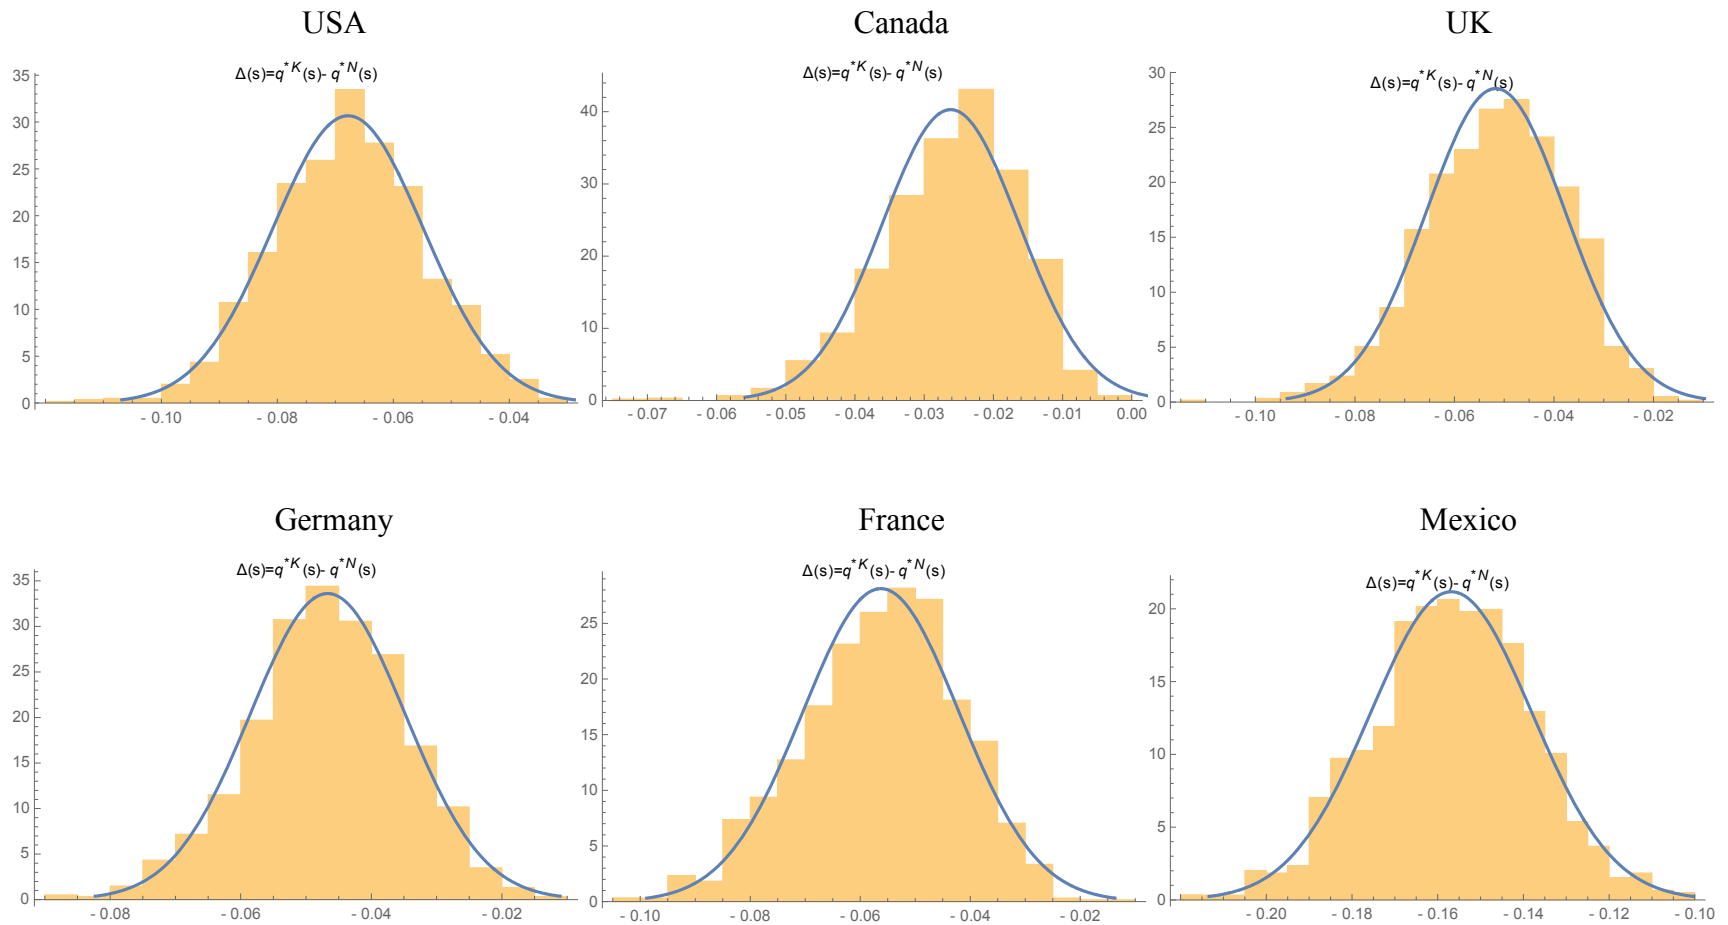 USA
Δ(s)=q*K(s)- q*N(s)
35
30
25
20
15
10
5
0
- 0.10 - 0.08 - 0.06 - 0.04
Canada
Δ(s)=q*K(s)- q*N(s)
40
30
20
10
0
- 0.07 - 0.06 - 0.05 - 0.04 - 0.03 - 0.02 - 0.01 0.00
UK
Δ(s)=q*K(s)- q*N(s)
30
25
20
15
10
5
0
- 0.10 - 0.08 - 0.06 - 0.04 - 0.02
Germany
Δ(s)=q*K(s)- q*N(s)
35
30
25
20
15
10
5
0
- 0.08 - 0.06 - 0.04 - 0.02
France
Δ(s)=q*K(s)- q*N(s)
25
20
15
10
5
0
- 0.10 - 0.08 - 0.06 - 0.04 - 0.02
Mexico
Δ(s)=q*K(s)- q*N(s)
20
15
10
5
0
- 0.20 - 0.18 - 0.16 - 0.14 - 0.12 - 0.10